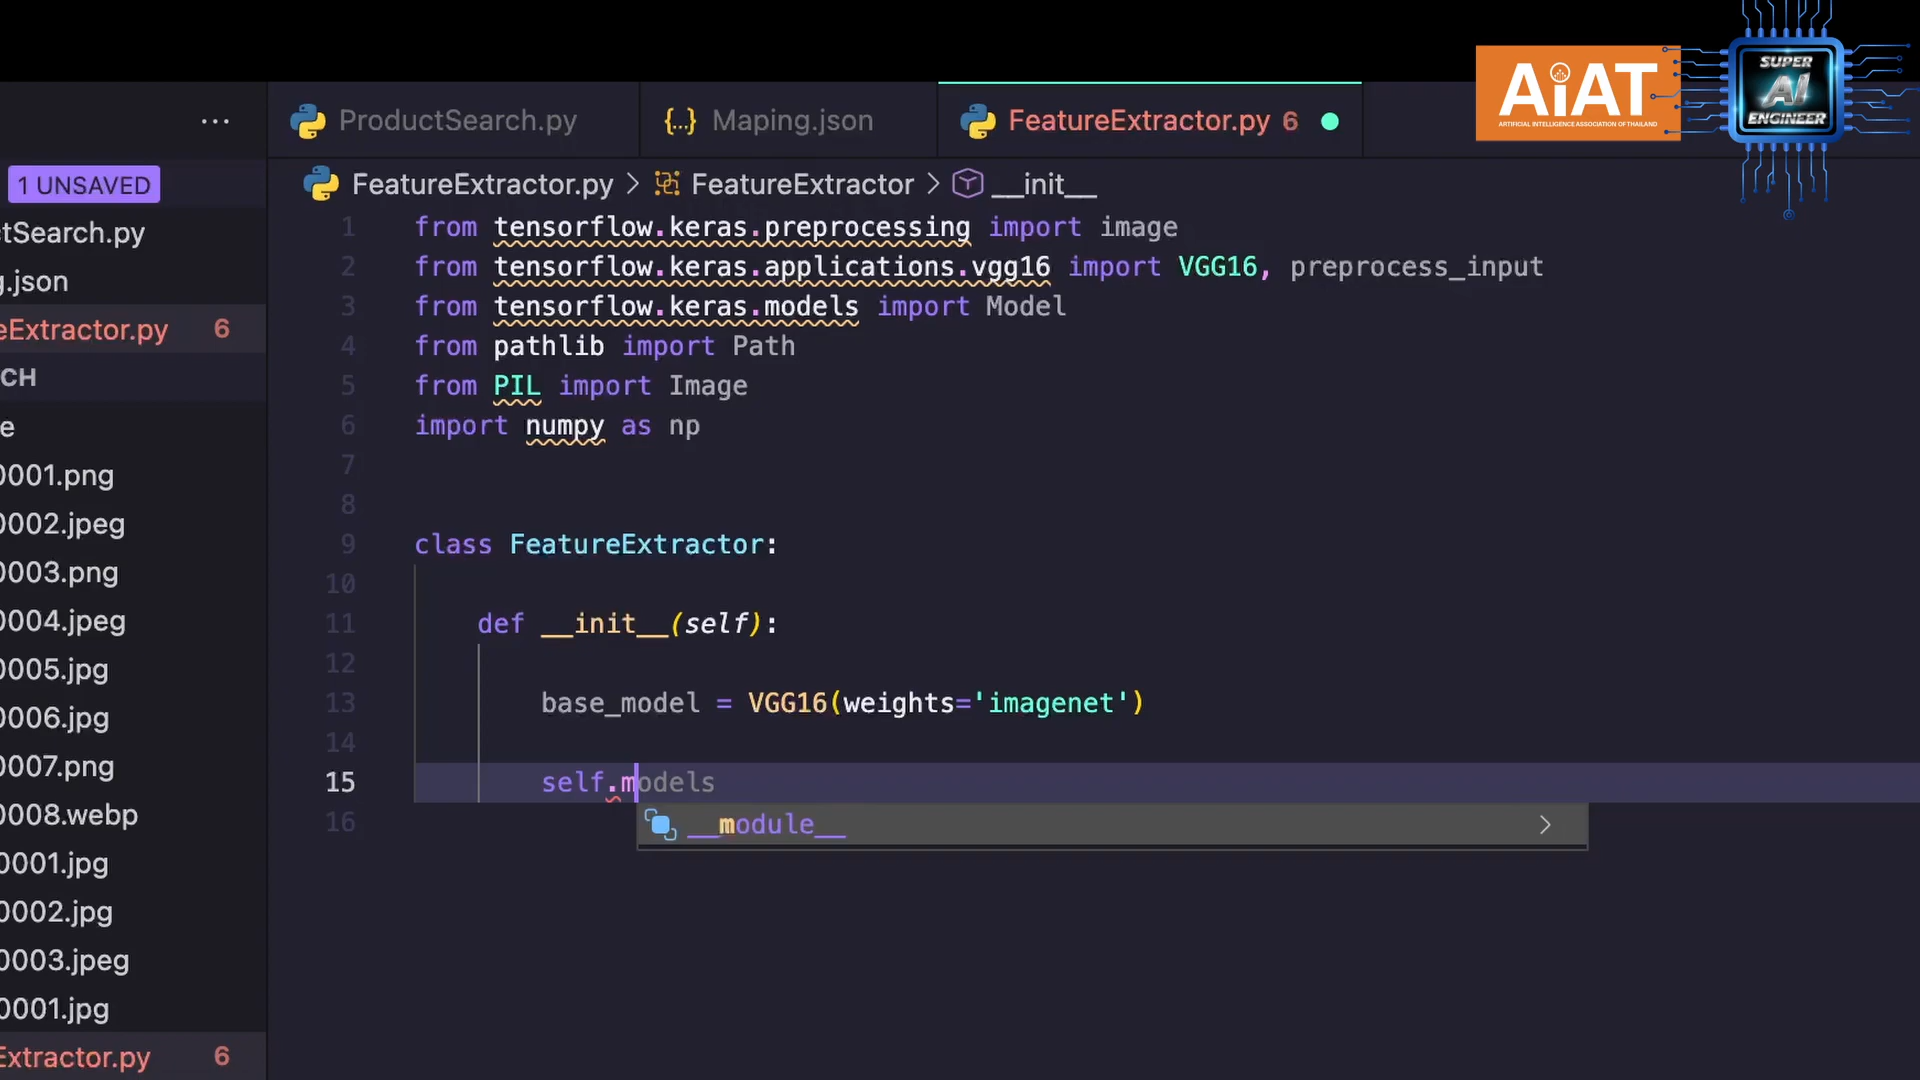 AiAT
ARTIFICIAL INTELLIGENCE ASSOCIATION OF THAILAND
SUPER
AI
ENGINEER
ProductSearch.py
{..} Maping.json
FeatureExtractor.py 6
1 UNSAVED
FeatureExtractor.py > FeatureExtractor > __init__
ctSearch.py
g.json
eExtractor.py 6
CH
e
0001.png
0002.jpeg
0003.png
0004.jpeg
0005.jpg
0006.jpg
0007.png
0008.webp
0001.jpg
0002.jpg
0003.jpeg
0001.jpg
Extractor.py 6
1 from tensorflow.keras.preprocessing import image
2 from tensorflow.keras.applications.vgg16 import VGG16, preprocess_input
3 from tensorflow.keras.models import Model
4 from pathlib import Path
5 from PIL import Image
6 import numpy as np
7
8
9 class FeatureExtractor:
10
11 def __init__(self):
12
13 base_model = VGG16(weights='imagenet')
14
15 self.models
16
__module__